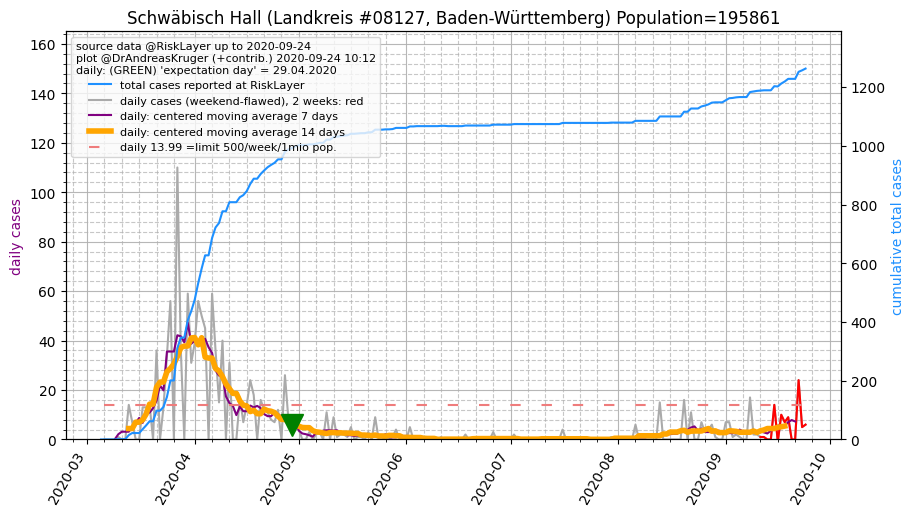 Schwäbisch Hall (Landkreis #08127, Baden-Württemberg) Population=195861
source data @RiskLayer up to 2020-09-24
plot @DrAndreasKruger (+contrib.) 2020-09-24 10:12
daily: (GREEN) 'expectation day' = 29.04.2020
total cases reported at RiskLayer
daily cases (weekend-flawed), 2 weeks: red
daily: centered moving average 7 days
daily: centered moving average 14 days
daily 13.99 =limit 500/week/1mio pop.
daily cases
160
140
120
100
80
60
40
20
0
cumulative total cases
1200
1000
800
600
400
200
0
2020-03
2020-04
2020-05
2020-06
2020-07
2020-08
2020-09
2020-10